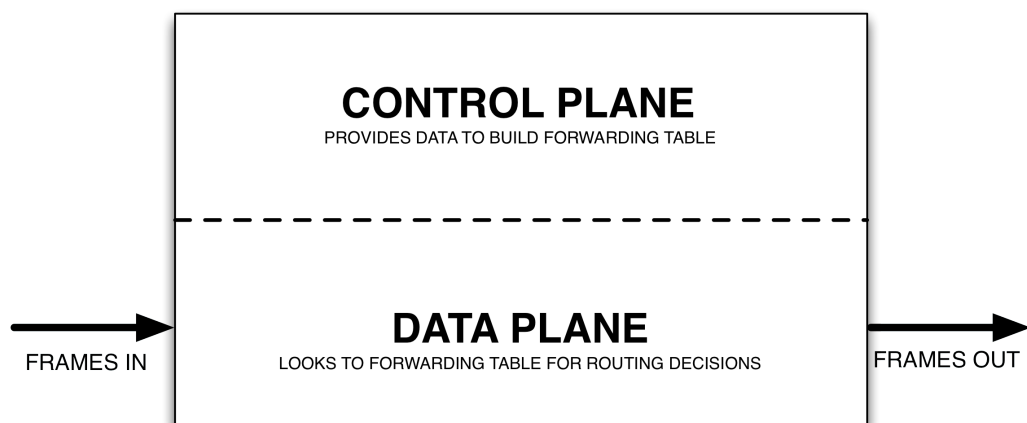 CONTROL PLANE
PROVIDES DATA TO BUILD FORWARDING TABLE
DATA PLANE
LOOKS TO FORWARDING TABLE FOR ROUTING DECISIONS
FRAMES IN
FRAMES OUT